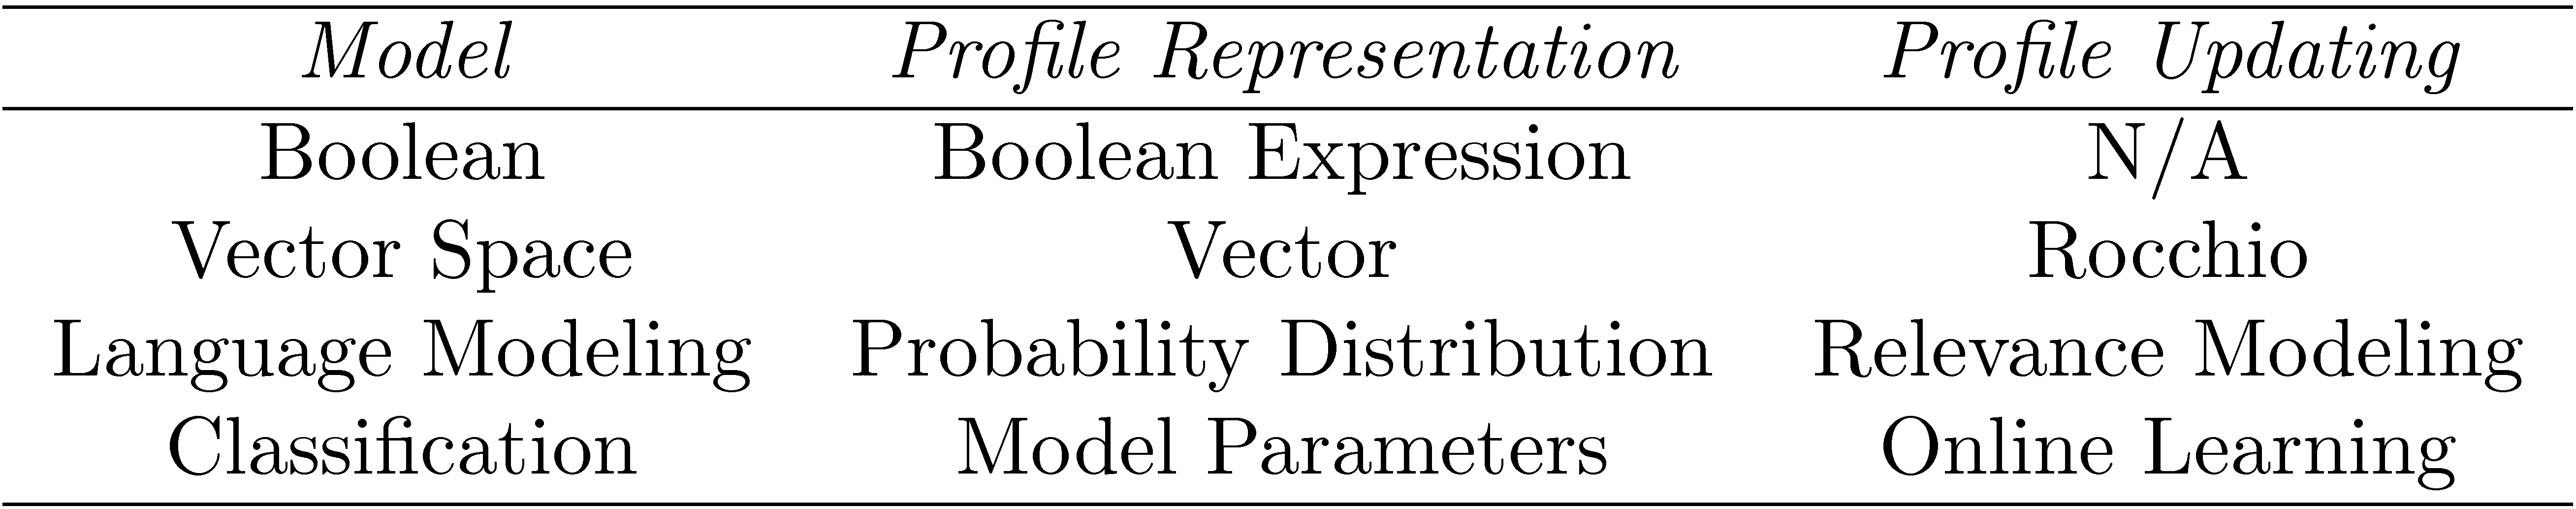 Model Profile Representation Profile Updating
Boolean Boolean Expression N/A
Vector Space Vector Rocchio
Language Modeling Probability Distribution Relevance Modeling
Classification Model Parameters Online Learning